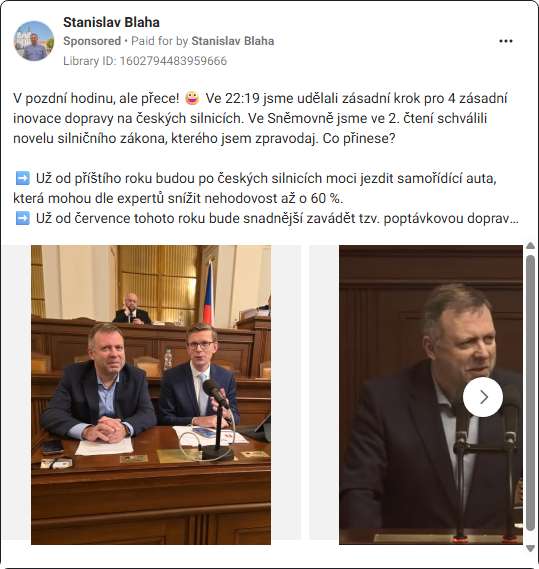 Stanislav Blaha
Sponsored • Paid for by Stanislav Blaha
Library ID: 1602794483959666
V pozdní hodinu, ale přece! 😀 Ve 22:19 jsme udělali zásadní krok pro 4 zásadní
inovace dopravy na českých silnicích. Ve Sněmovně jsme ve 2. čtení schválili
novelu silničního zákona, kterého jsem zpravodaj. Co přinese?
➡️ Už od příštího roku budou po českých silnicích moci jezdit samořídící auta,
která mohou dle expertů snížit nehodovost až o 60 %.
➡️ Už od července tohoto roku bude snadnější zavádět tzv. poptávkovou doprav…